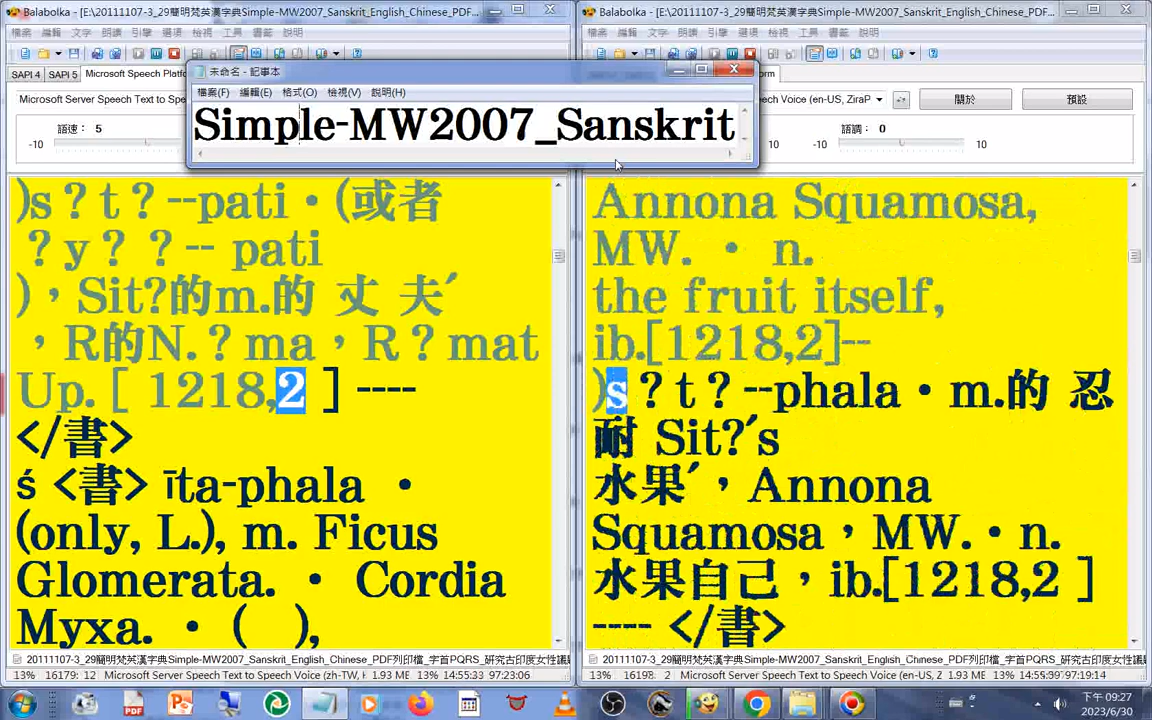 Balabolka - [E:\20111107-3_29簡明梵英漢字典Simple-MW2007_Sanskrit_English_Chinese_PDF...
檔案 編輯 文字 朗讀 引擎 選項 檢視 工具 書籤 說明
SAPI 4 SAPI 5 Microsoft Speech Platf
Microsoft Server Speech Text to Spee
語速： 5
-10
)s？t？--pati·(或者
？y？？-- pati
)，Sit?的m.的 丈 夫′
，R的N.？ma，R？mat
Up. [ 1218,2 ] ----
</書>
ś <書> īta-phala ·
(only, L.), m. Ficus
Glomerata. · Cordia
Myxa. · ( ),
20111107-3_29簡明梵英漢字典Simple-MW2007_Sanskrit_English_Chinese_PDF列印檔_字首PQRS_研究古印度女性議
13% 16179: 12 Microsoft Server Speech Text to Speech Voice (zh-TW, H 1.93 MB 13% 14:55:33/ 97:23:06
未命名 - 記事本
檔案(F) 編輯(E) 格式(O) 檢視(V) 說明(H)
Simple-MW2007_Sanskrit
Balabolka - [E:\20111107-3_29簡明梵英漢字典Simple-MW2007_Sanskrit_English_Chinese_PDF...
檔案 編輯 文字 朗讀 引擎 選項 檢視 工具 書籤 說明
orm
Speech Voice (en-US, ZiraP 關於 預設
語調： 0
10 -10 10
Annona Squamosa,
MW. · n.
the fruit itself,
ib.[1218,2]--
)s？t？--phala·m.的 忍
耐 Sit?′s
水果′，Annona
Squamosa，MW.·n.
水果自己，ib.[1218,2 ]
---- </書>
20111107-3_29簡明梵英漢字典Simple-MW2007_Sanskrit_English_Chinese_PDF列印檔_字首PQRS_研究古印度女性議
13% 16198: 2 Microsoft Server Speech Text to Speech Voice (en-US, Z 1.93 MB 13% 14:55:39/ 97:19:14
下午 09:27
2023/6/30